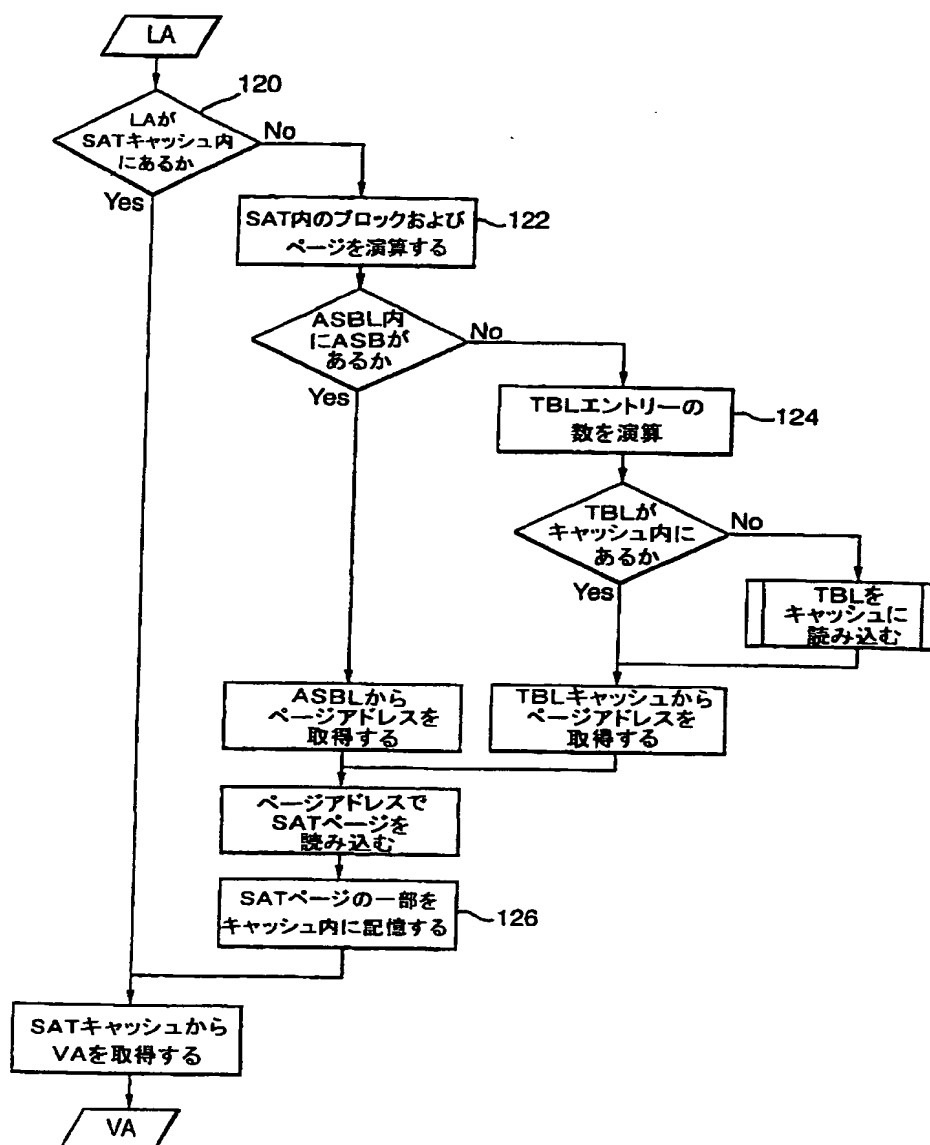 LA
120
LAが
SATキャッシュ内
にあるか
No
Yes
SAT内のブロックおよび
ページを演算する
122
ASBL内
にASBが
あるか
No
Yes
TBLエントリーの
数を演算
124
TBLが
キャッシュ内に
あるか
No
Yes
TBLを
キャッシュに
読み込む
ASBLから
ページアドレスを
取得する
TBLキャッシュから
ページアドレスを
取得する
ページアドレスで
SATページを
読み込む
SATページの一部を
キャッシュ内に記憶する
126
SATキャッシュから
VAを取得する
VA